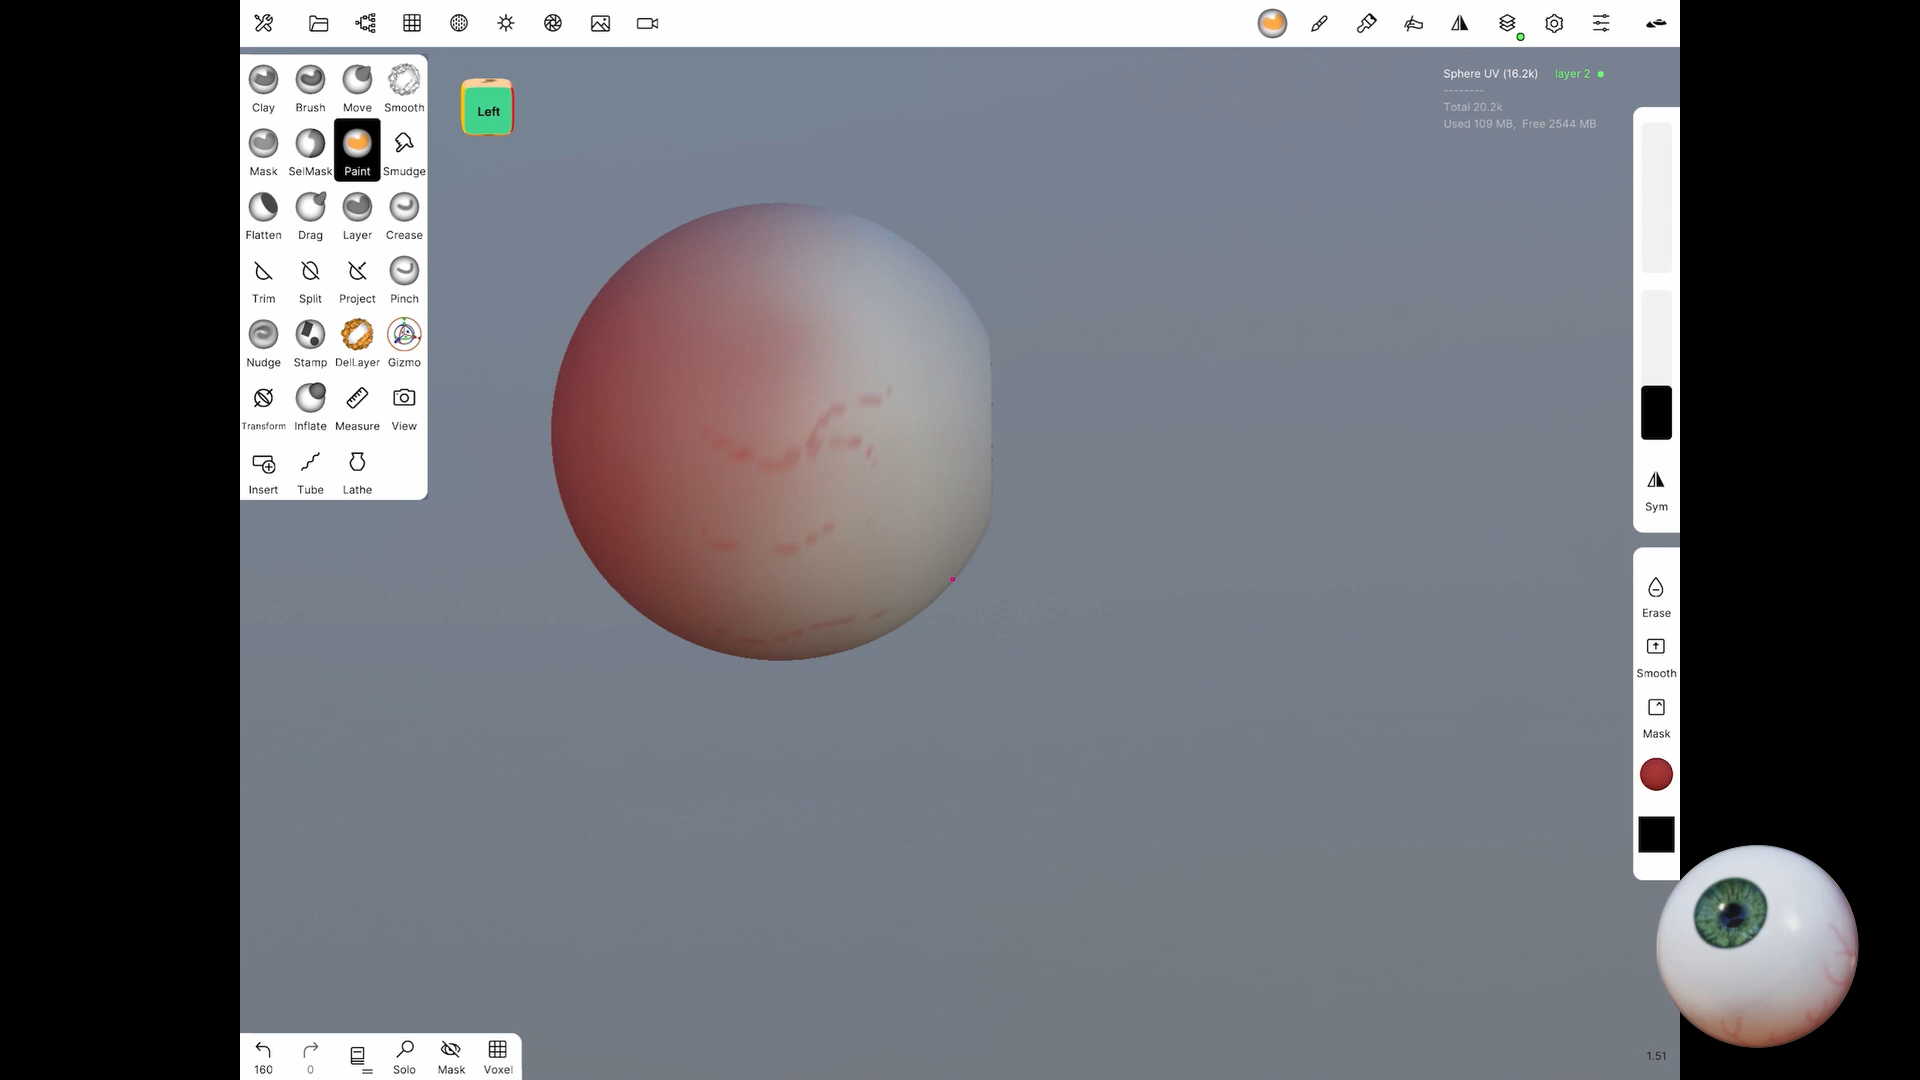 Sphere UV (16.2k) layer 2
--------
Total 20.2k
Used 109 MB, Free 2544 MB
Left
Clay Brush Move Smooth
Mask SelMask Paint Smudge
Flatten Drag Layer Crease
Trim Split Project Pinch
Nudge Stamp DelLayer Gizmo
Transform Inflate Measure View
Insert Tube Lathe
Sym
Erase
Smooth
Mask
160 0 Solo Mask Voxel
1.51